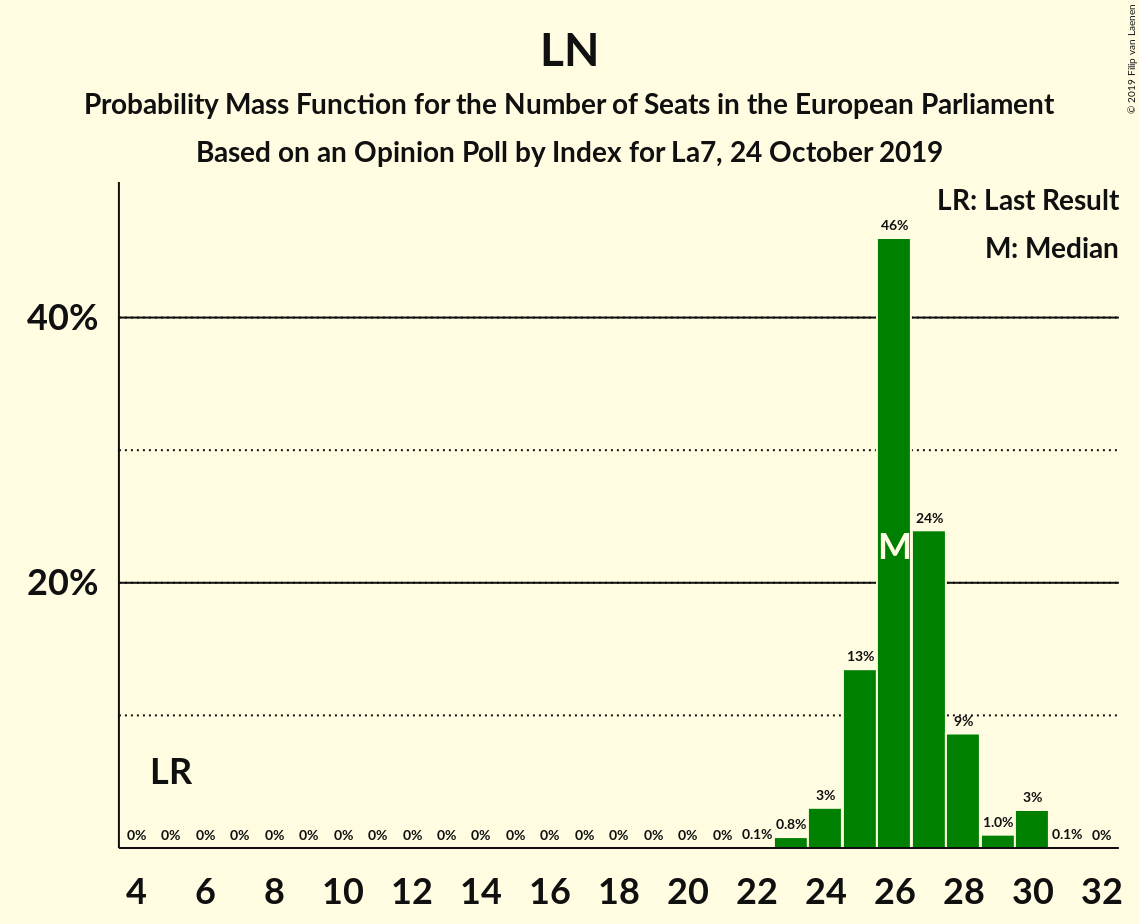 LN
Probability Mass Function for the Number of Seats in the European Parliament
Based on an Opinion Poll by Index for La7, 24 October 2019
© 2019 Filip van Laenen
LR: Last Result
M: Median
46%
40%
24%
M
20%
13%
9%
LR
3%
3%
0% 0% 0% 0% 0% 0% 0% 0% 0% 0% 0% 0% 0% 0% 0% 0% 0% 0% 0.1% 0.8% 1.0% 0.1% 0%
4 6 8 10 12 14 16 18 20 22 24 26 28 30 32